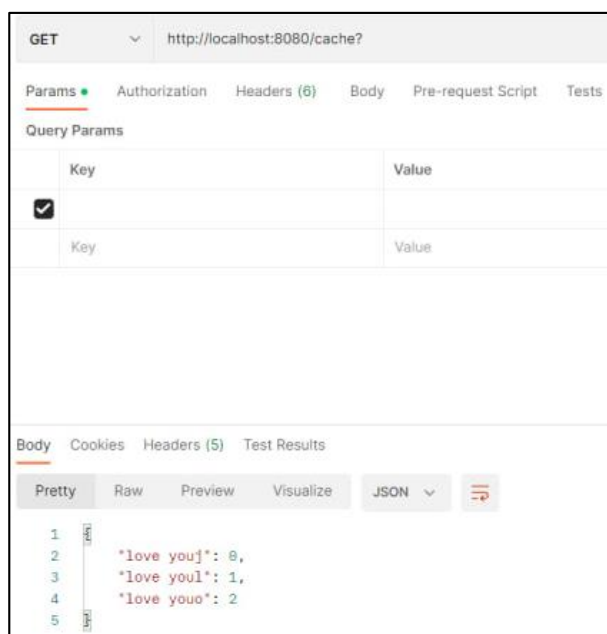 GET http://localhost:8080/cache?
Params Authorization Headers (6) Body Pre-request Script Tests
Query Params
Key Value
Key Value
Body Cookies Headers (5) Test Results
Pretty Raw Preview Visualize JSON
1 {
2 "love youj": 0,
3 "love youl": 1,
4 "love youo": 2
5 }